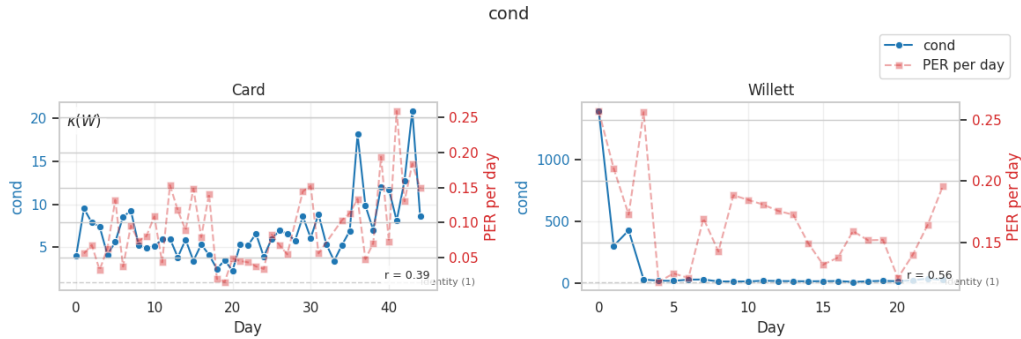 cond
cond
PER per day
Card
Willett
κ(W)
20
15
10
5
0.25
0.20
0.15
0.10
0.05
cond
PER per day
r = 0.39
identity (1)
0
10
20
30
40
Day
1000
500
0
0.25
0.20
0.15
cond
PER per day
r = 0.56
identity (1)
0
5
10
15
20
Day